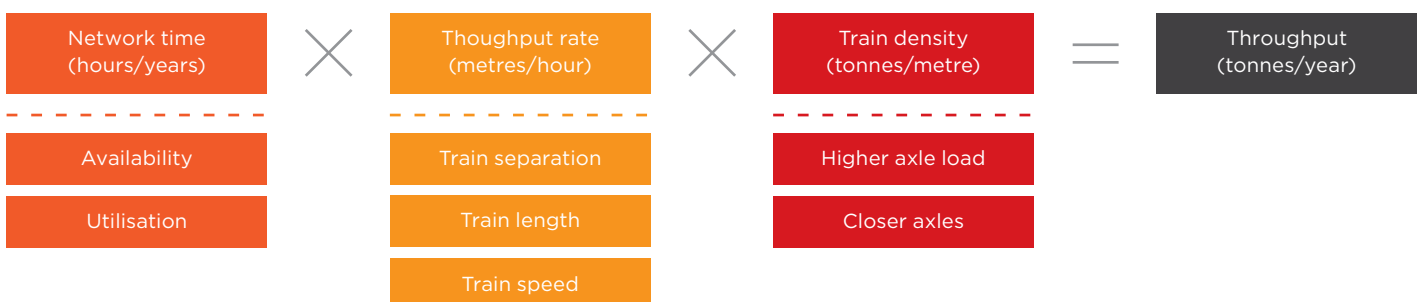 Network time
(hours/years)
Thoughput rate
(metres/hour)
Train density
(tonnes/metre)
Throughput
(tonnes/year)
Availability
Train separation
Higher axle load
Utilisation
Train length
Closer axles
Train speed